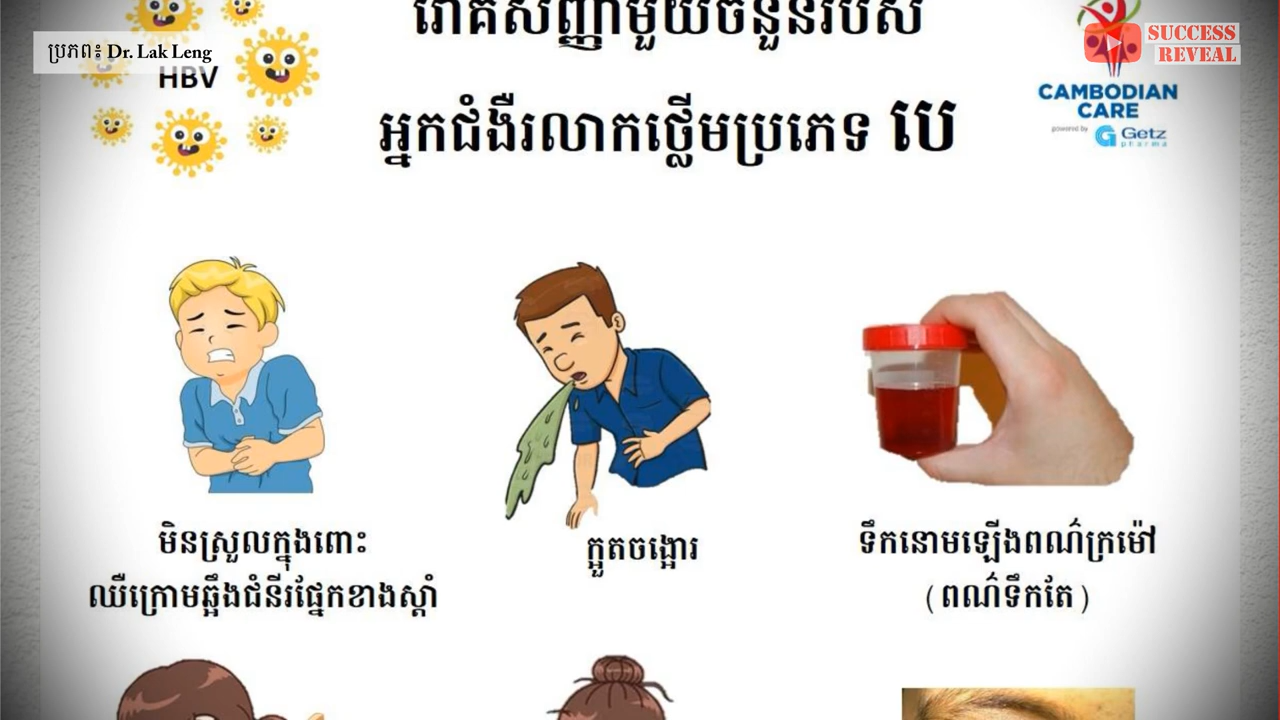 រោគសញ្ញាមួយចំនួនរបស់
ប្រភព៖ Dr. Lak Leng
HBV
SUCCESS
REVEAL
អ្នកជំងឺរលាកថ្លើមប្រភេទ បេ
CAMBODIAN
CARE
powered by Getz
pharma
មិនស្រួលក្នុងពោះ
ឈឺក្រោមឆ្អឹងជំនីរផ្នែកខាងស្តាំ
ក្អួតចង្អោរ
ទឹកនោមឡើងពណ៌ក្រម៉ៅ
(ពណ៌ទឹកតែ)